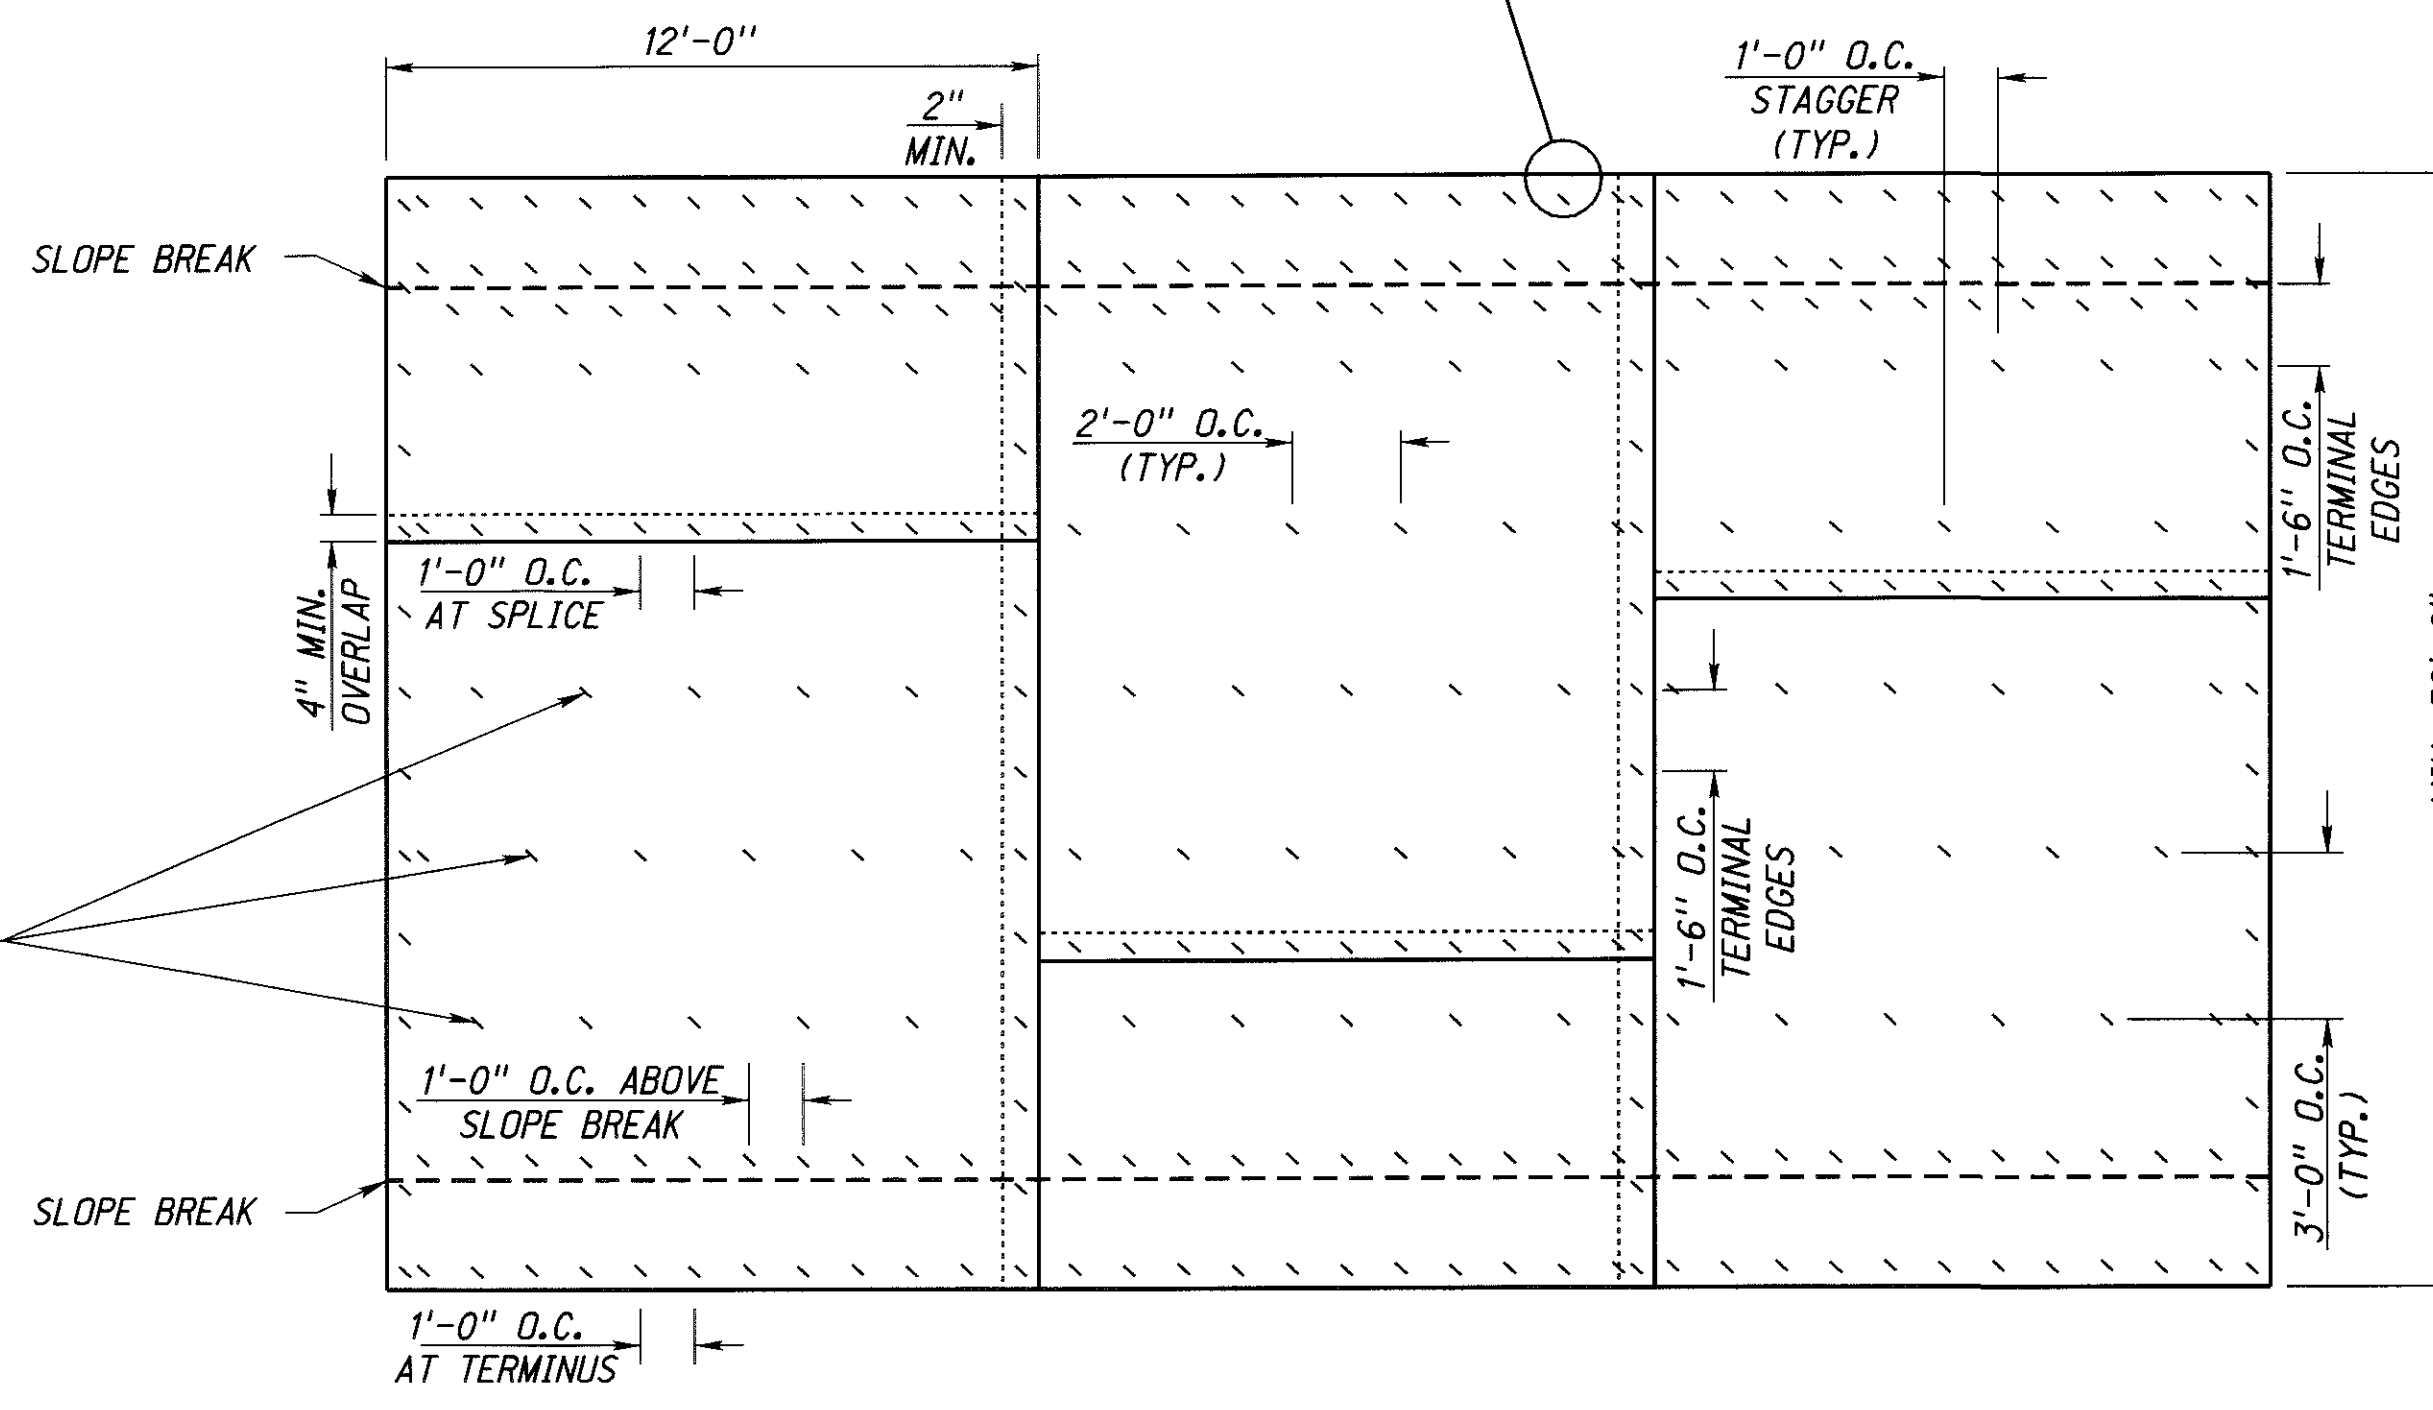 12'-0"
2"
MIN.
1'-0" O.C.
STAGGER
(TYP.)
SLOPE BREAK
2'-0" O.C.
(TYP.)
1'-6" O.C.
TERMINAL
EDGES
4" MIN.
OVERLAP
1'-0" O.C.
AT SPLICE
1'-6" O.C.
TERMINAL
EDGES
1'-0" O.C. ABOVE
SLOPE BREAK
3'-0" O.C.
(TYP.)
SLOPE BREAK
1'-0" O.C.
AT TERMINUS